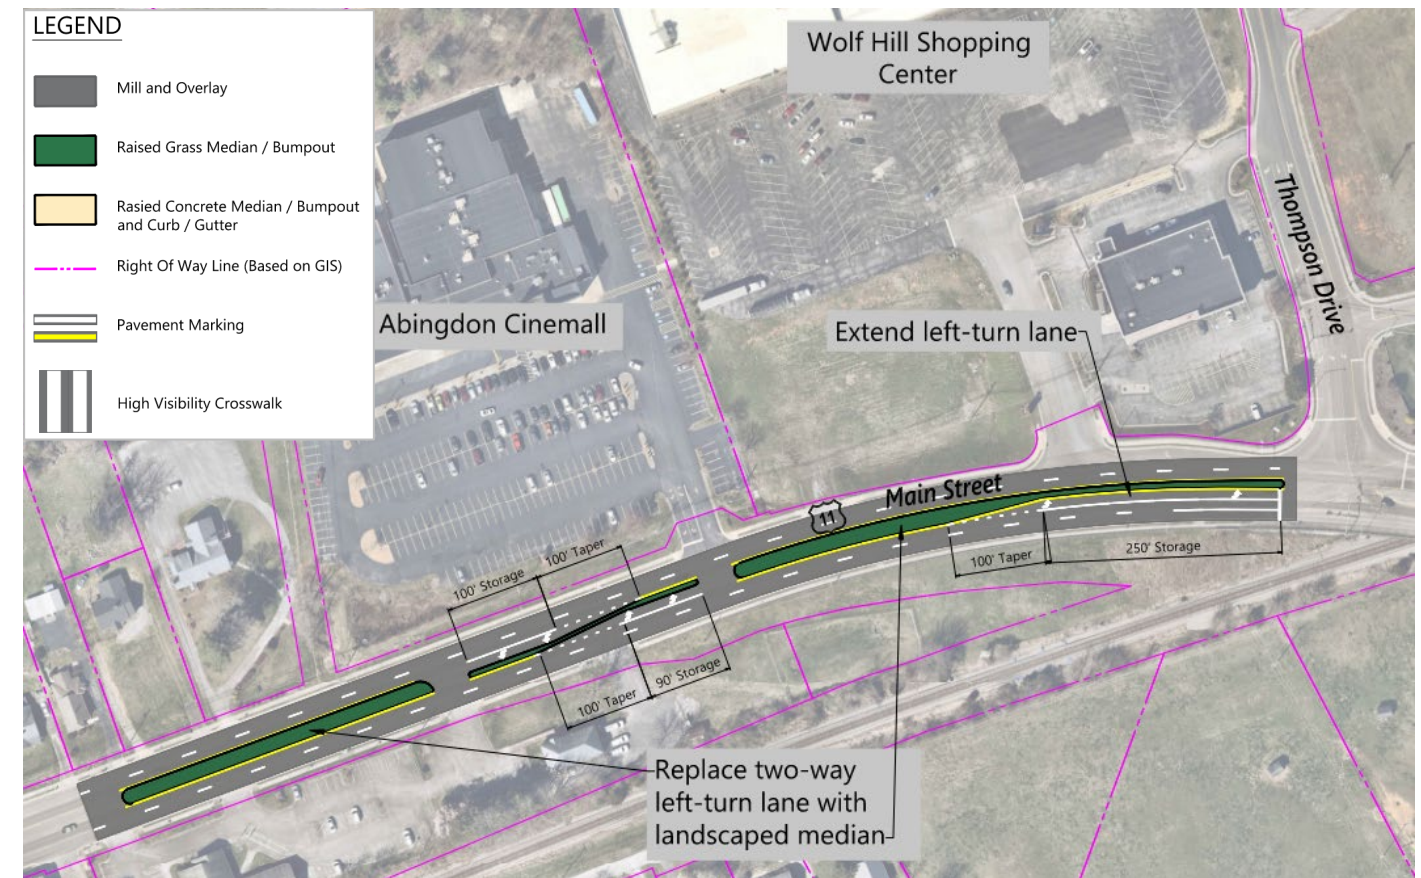 LEGEND
Mill and Overlay
Raised Grass Median / Bumpout
Rasied Concrete Median / Bumpout
and Curb / Gutter
Right Of Way Line (Based on GIS)
Pavement Marking
High Visibility Crosswalk
Wolf Hill Shopping
Center
Thompson Drive
Abingdon Cinemall
Extend left-turn lane
Main Street
11
100' Storage
100' Taper
100' Taper
250' Storage
100' Taper
90' Storage
Replace two-way
left-turn lane with
landscaped median